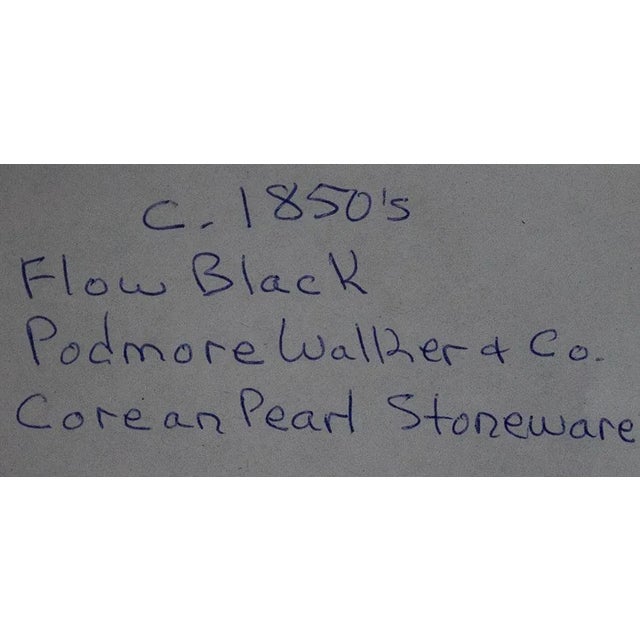 C. 1850's
Flow Black
Podmore Walker & Co.
Corean Pearl Stoneware